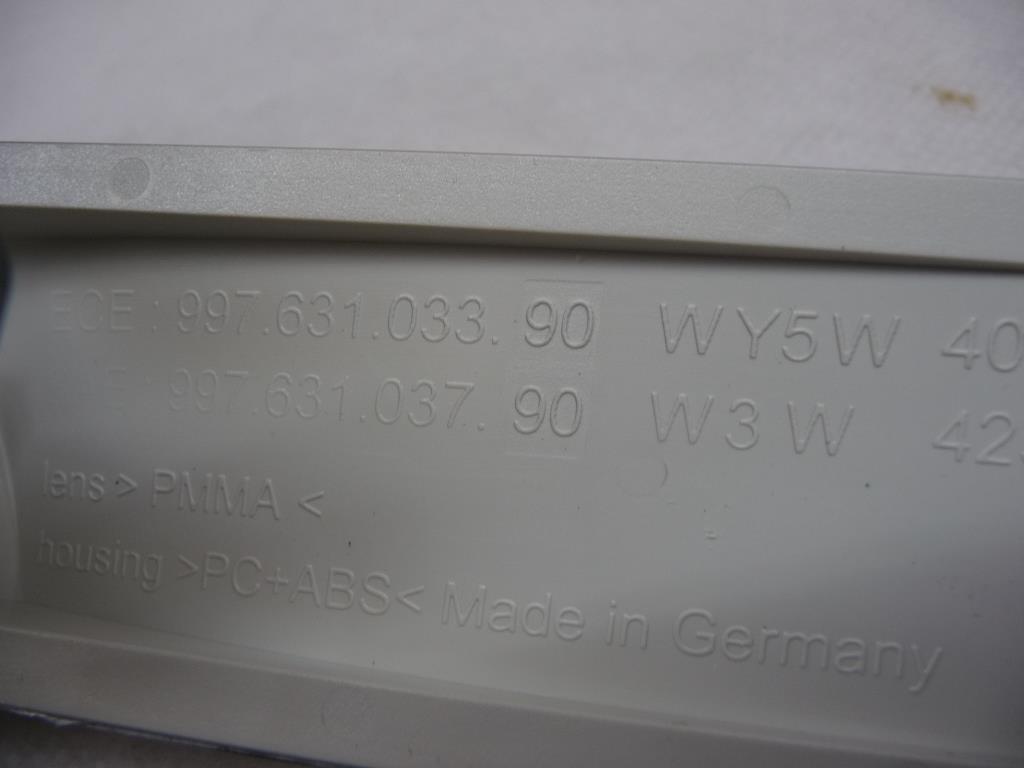 ECE : 997.631.033. 90 WY5W 40
: 997.631.037. 90 W3W 42
lens > PMMA <
housing >PC+ABS< Made in Germany